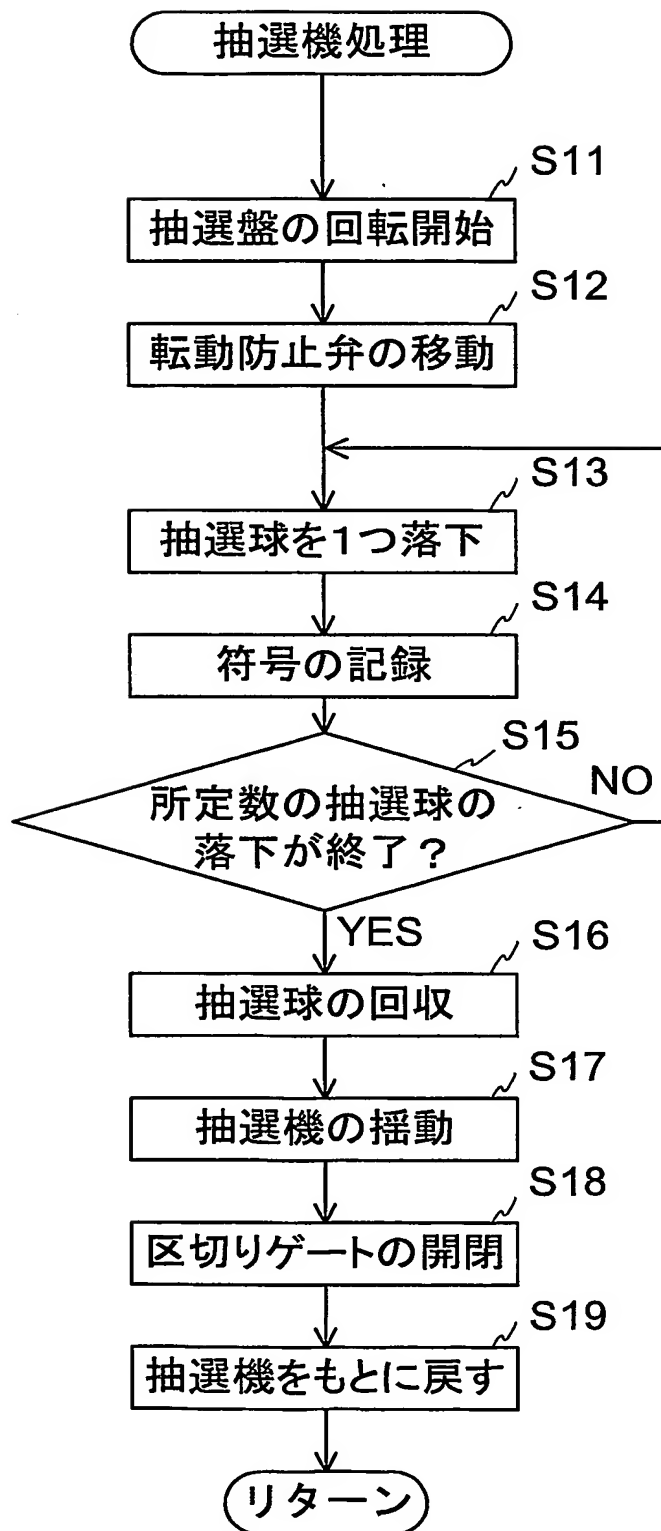 抽選機処理
S11
抽選盤の回転開始
S12
転動防止弁の移動
S13
抽選球を1つ落下
S14
符号の記録
S15
所定数の抽選球の
落下が終了？
NO
YES
S16
抽選球の回収
S17
抽選機の揺動
S18
区切りゲートの開閉
S19
抽選機をもとに戻す
リターン